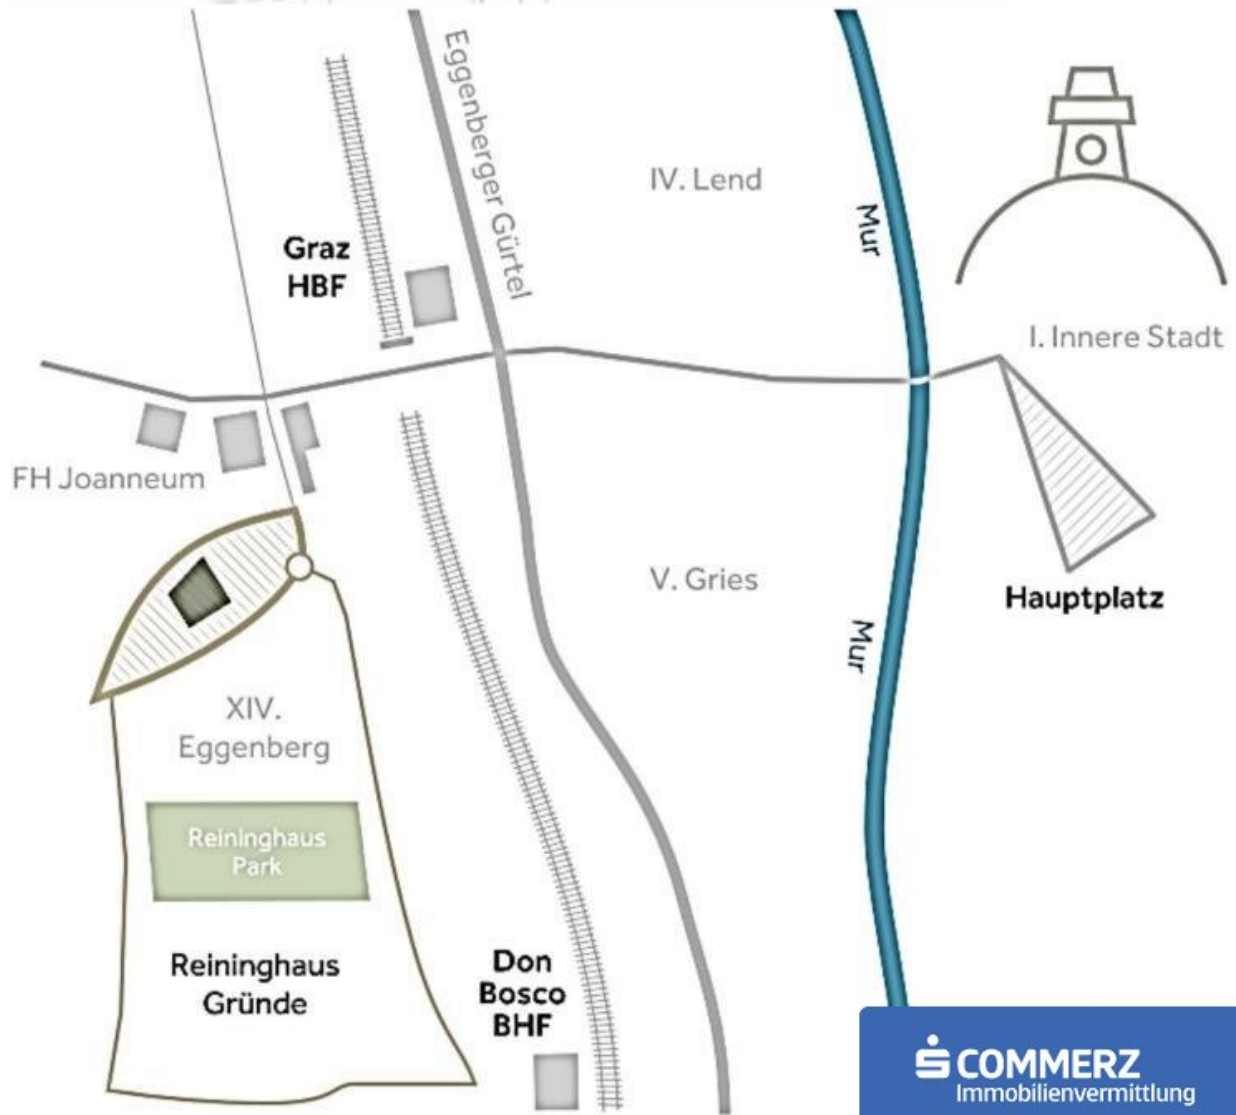 Eggenberger Gürtel
IV. Lend
Mur
Graz
HBF
I. Innere Stadt
FH Joanneum
V. Gries
Hauptplatz
Mur
XIV.
Eggenberg
Reininghaus
Park
Reininghaus
Gründe
Don
Bosco
BHF
S COMMERZ
Immobilienvermittlung